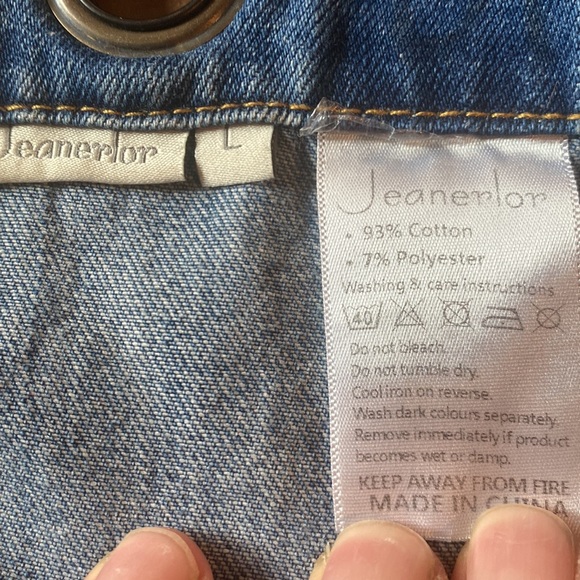 Jeanerlor
L
Jeanerlor
• 93% Cotton
• 7% Polyester
Washing & care instructions
40
Do not bleach.
Do not tumble dry.
Cool iron on reverse.
Wash dark colours separately.
Remove immediately if product
becomes wet or damp.
KEEP AWAY FROM FIRE
MADE IN CHINA